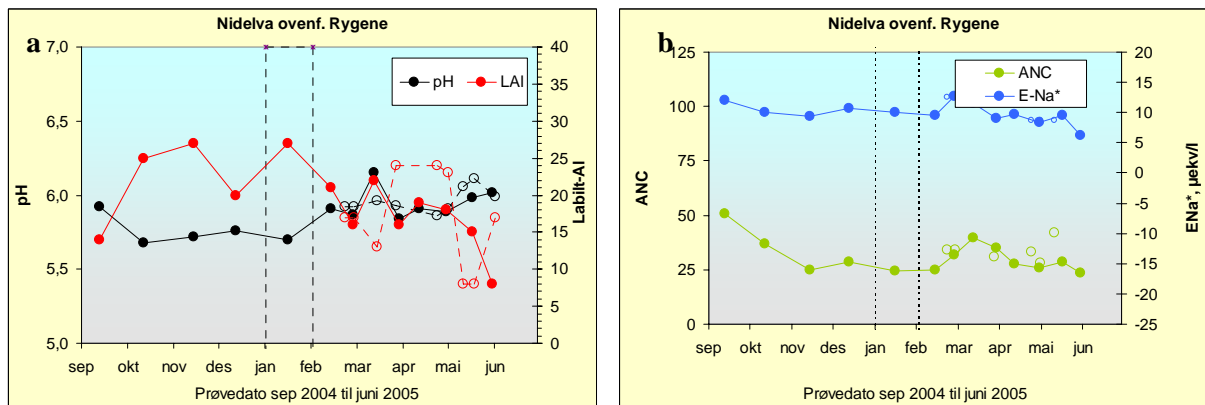 Nidelva ovenf. Rygene
a
7,0
6,5
6,0
5,5
5,0
pH
pH
LAl
40
35
30
25
20
15
10
5
0
Labilt-Al
sep okt nov des jan feb mar apr mai jun
Prøvedato sep 2004 til juni 2005
Nidelva ovenf. Rygene
b
125
100
75
50
25
0
ANC
ANC
E-Na*
20
15
10
5
0
-5
-10
-15
-20
-25
ENa*, µekv/l
sep okt nov des jan feb mar apr mai jun
Prøvedato sep 2004 til juni 2005